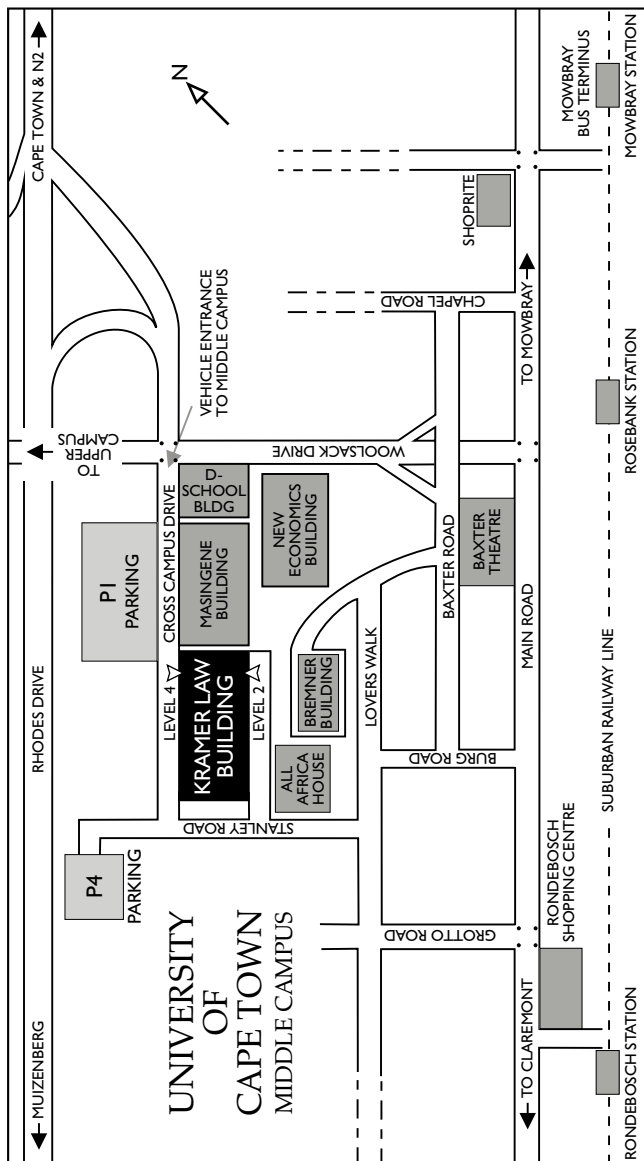 CAPE TOWN & N2
N
MOWBRAY
BUS TERMINUS
MOWBRAY STATION
SHOPRITE
CHAPEL ROAD
TO MOWBRAY
ROSEBANK STATION
VEHICLE ENTRANCE
TO MIDDLE CAMPUS
TO
UPPER
CAMPUS
WOOLSACK DRIVE
D-
SCHOOL
BLDG
NEW
ECONOMICS
BUILDING
MASINGENE
BUILDING
CROSS CAMPUS DRIVE
P1
PARKING
BAXTER ROAD
BAXTER
THEATRE
MAIN ROAD
RHODES DRIVE
LEVEL 4
KRAMER LAW
BUILDING
LEVEL 2
BREMNER
BUILDING
LOVERS WALK
ALL
AFRICA
HOUSE
BURG ROAD
SUBURBAN RAILWAY LINE
STANLEY ROAD
P4
PARKING
UNIVERSITY
OF
CAPE TOWN
MIDDLE CAMPUS
GROTTO ROAD
RONDEBOSCH
SHOPPING CENTRE
MUIZENBERG
TO CLAREMONT
RONDEBOSCH STATION